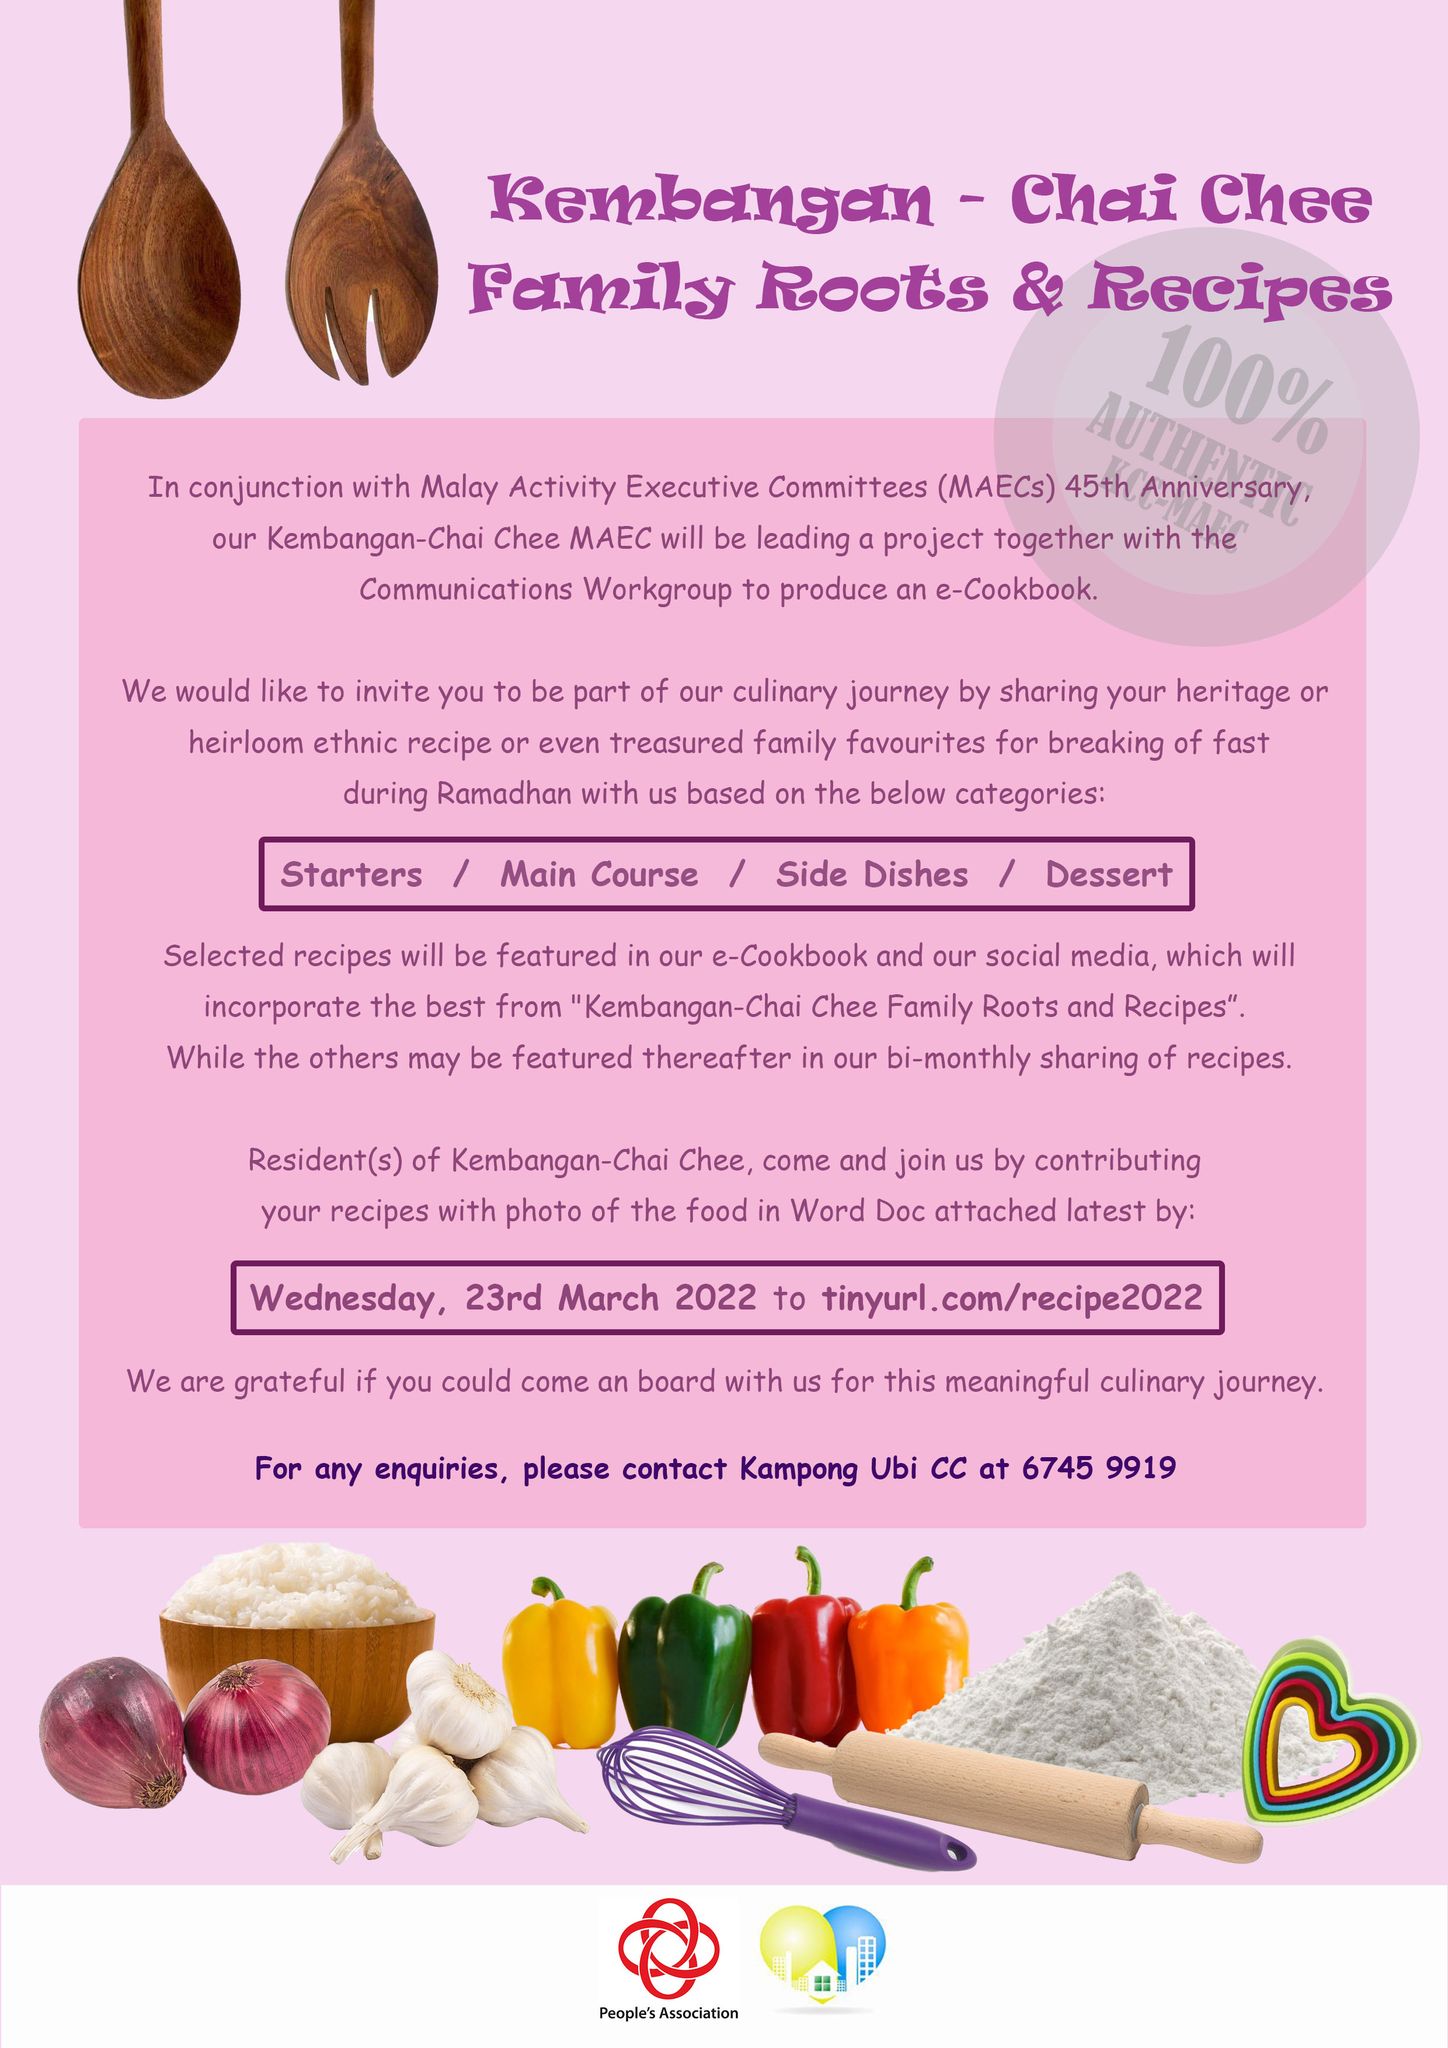 Kembangan - Chai Chee
Family Roots & Recipes
100%
AUTHENTIC
KCC-MAEC
In conjunction with Malay Activity Executive Committees (MAECs) 45th Anniversary,
our Kembangan-Chai Chee MAEC will be leading a project together with the
Communications Workgroup to produce an e-Cookbook.
We would like to invite you to be part of our culinary journey by sharing your heritage or
heirloom ethnic recipe or even treasured family favourites for breaking of fast
during Ramadhan with us based on the below categories:
Starters / Main Course / Side Dishes / Dessert
Selected recipes will be featured in our e-Cookbook and our social media, which will
incorporate the best from "Kembangan-Chai Chee Family Roots and Recipes”.
While the others may be featured thereafter in our bi-monthly sharing of recipes.
Resident(s) of Kembangan-Chai Chee, come and join us by contributing
your recipes with photo of the food in Word Doc attached latest by:
Wednesday, 23rd March 2022 to tinyurl.com/recipe2022
We are grateful if you could come an board with us for this meaningful culinary journey.
For any enquiries, please contact Kampong Ubi CC at 6745 9919
People's Association